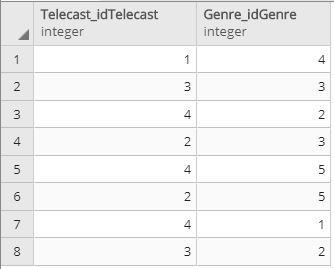 Telecast_idTelecast Genre_idGenre
integer integer
1 1 4
2 3 3
3 4 2
4 2 3
5 4 5
6 2 5
7 4 1
8 3 2